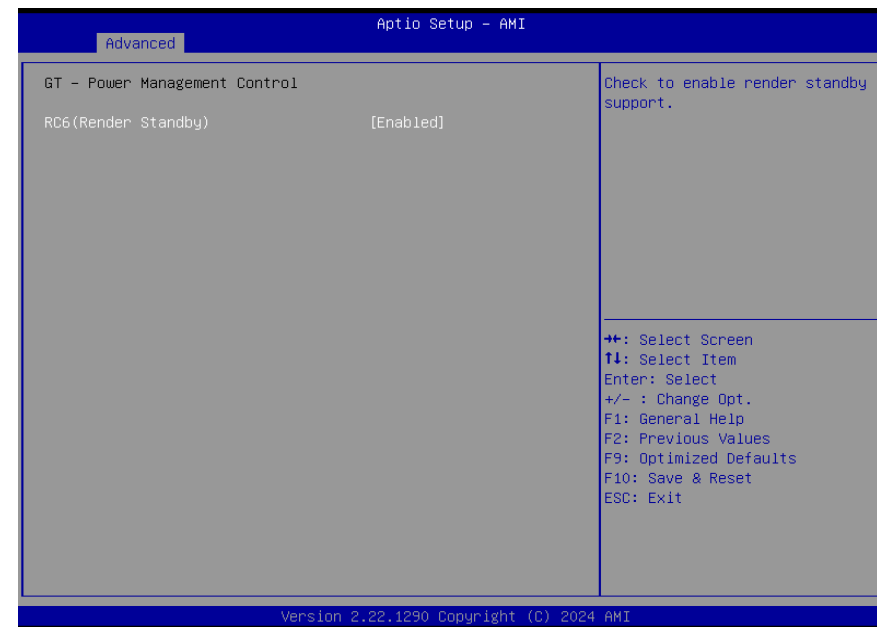 Aptio Setup – AMI
Advanced
GT – Power Management Control
RC6(Render Standby) [Enabled]
Check to enable render standby
support.
→←: Select Screen
↑↓: Select Item
Enter: Select
+/– : Change Opt.
F1: General Help
F2: Previous Values
F9: Optimized Defaults
F10: Save & Reset
ESC: Exit
Version 2.22.1290 Copyright (C) 2024 AMI